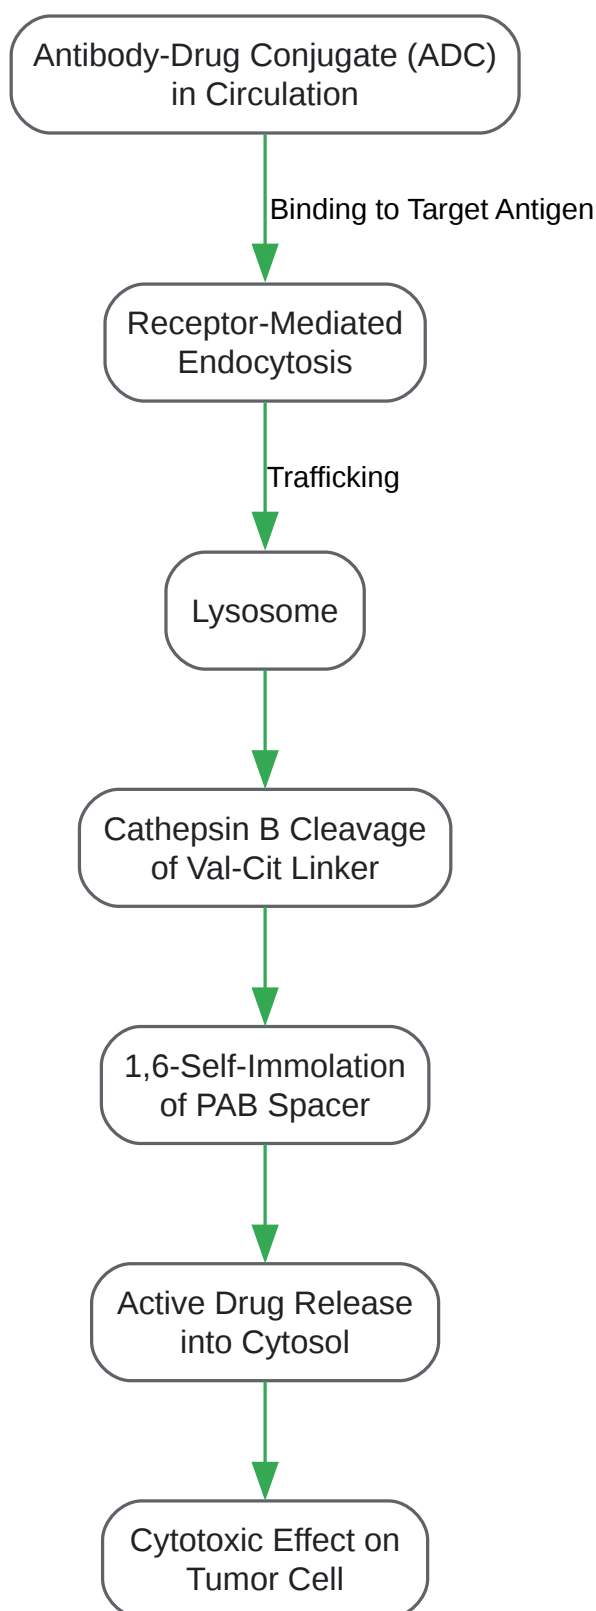 Antibody-Drug Conjugate (ADC)
in Circulation
Binding to Target Antigen
Receptor-Mediated
Endocytosis
Trafficking
Lysosome
Cathepsin B Cleavage
of Val-Cit Linker
1,6-Self-Immolation
of PAB Spacer
Active Drug Release
into Cytosol
Cytotoxic Effect on
Tumor Cell